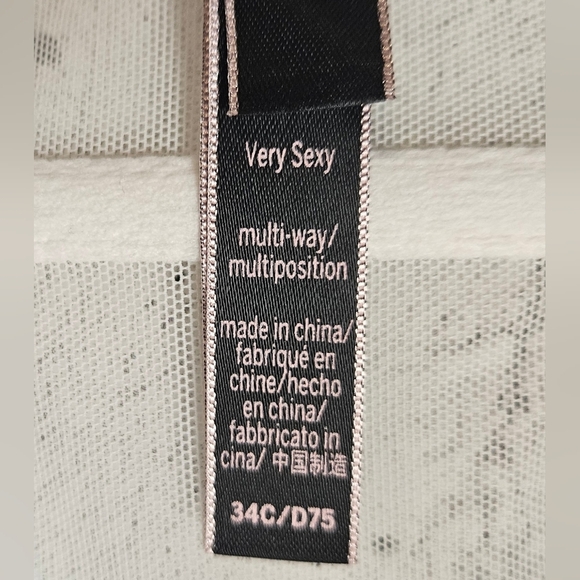 Very Sexy
multi-way/
multiposition
made in china/
fabriqué en
chine/hecho
en china/
fabbricato in
cina/ 中国制造
34C/D75